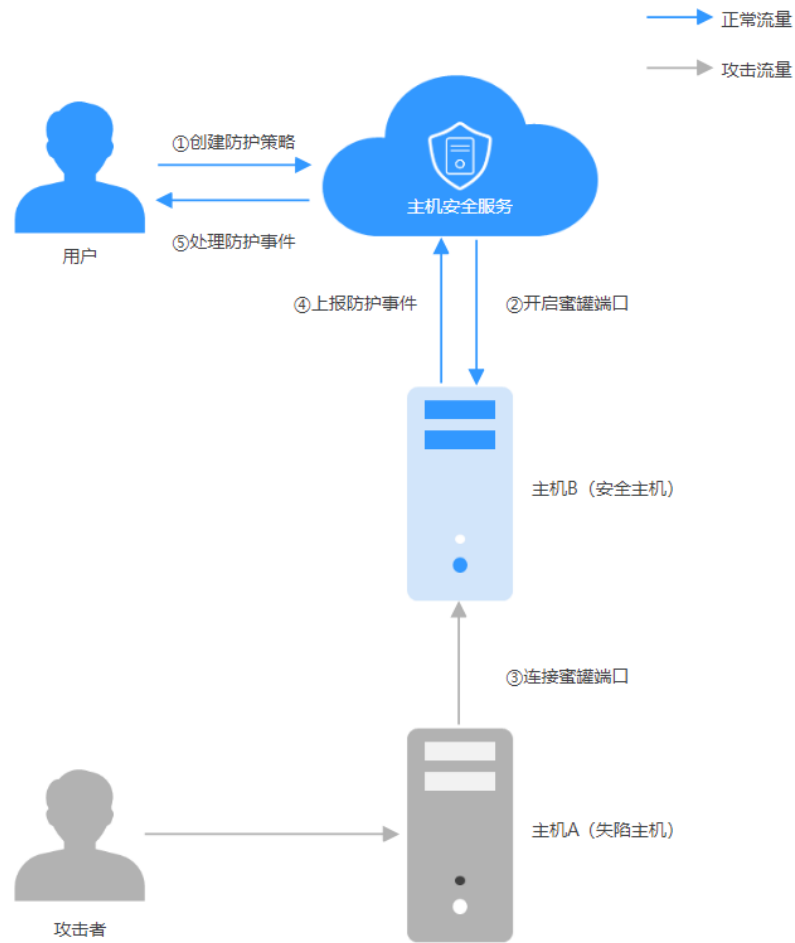 正常流量
攻击流量
①创建防护策略
主机安全服务
⑤处理防护事件
用户
④上报防护事件
②开启蜜罐端口
主机B（安全主机）
③连接蜜罐端口
主机A（失陷主机）
攻击者